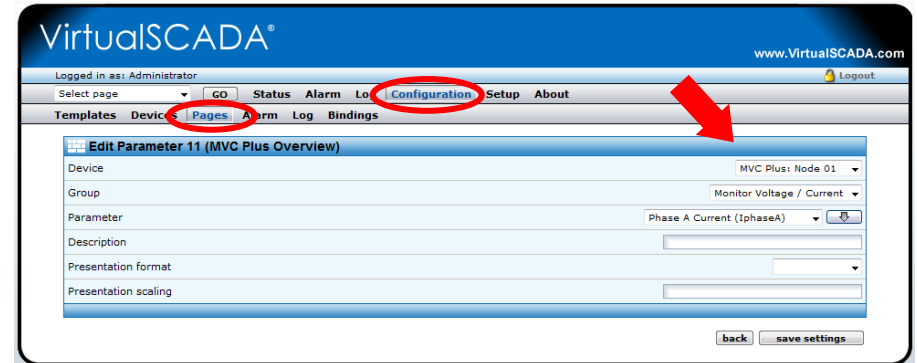 VirtualSCADA®
www.VirtualSCADA.com
Logged in as: Administrator Logout
Select page GO Status Alarm Configuration Setup About
Templates Devices Pages Alarm Log Bindings
Edit Parameter 11 (MVC Plus Overview)
Device MVC Plus: Node 01
Group Monitor Voltage / Current
Parameter Phase A Current (IphaseA)
Description
Presentation format
Presentation scaling
back save settings